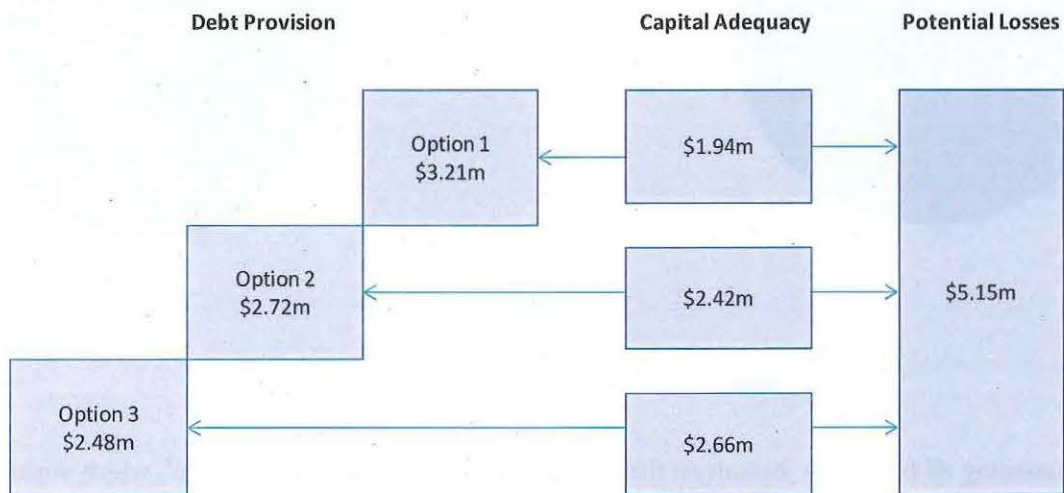 Debt Provision
Capital Adequacy
Potential Losses
Option 1
$3.21m
$1.94m
Option 2
$2.72m
$2.42m
$5.15m
Option 3
$2.48m
$2.66m